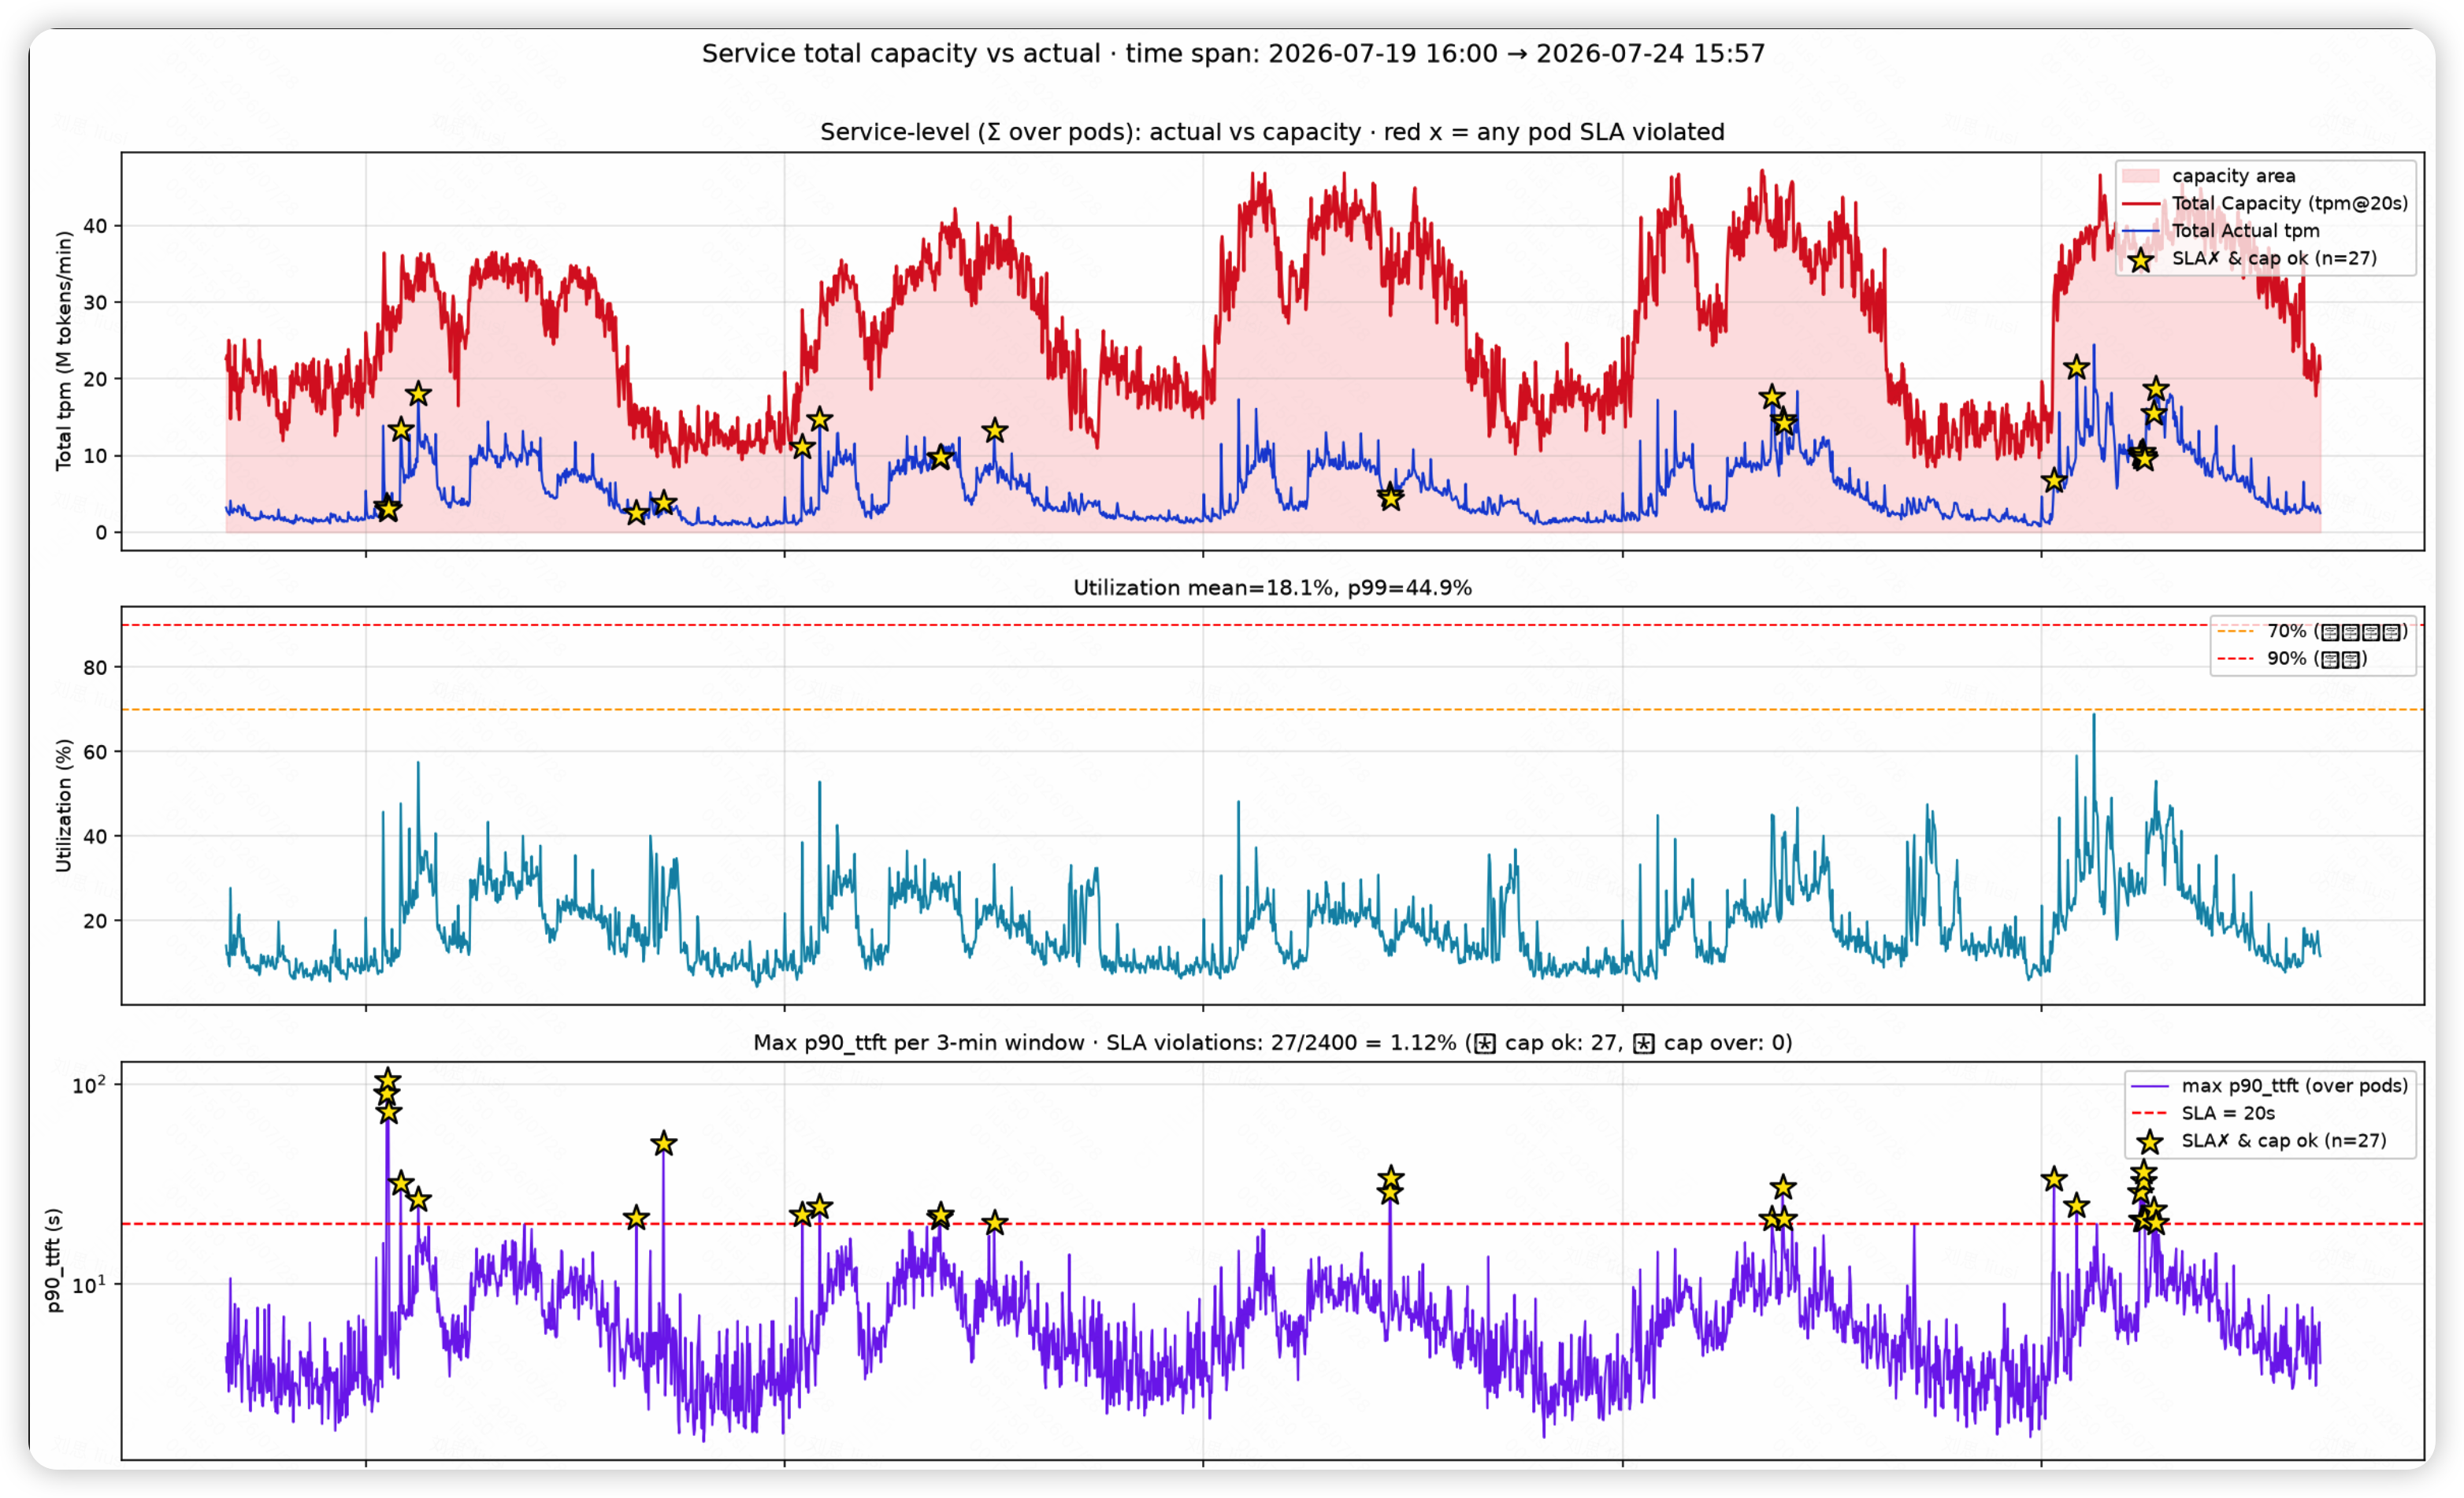 Service total capacity vs actual · time span: 2026-07-19 16:00 → 2026-07-24 15:57
Service-level (Σ over pods): actual vs capacity · red x = any pod SLA violated
Total tpm (M tokens/min)
40
30
20
10
0
capacity area
Total Capacity (tpm@20s)
Total Actual tpm
SLA✗ & cap ok (n=27)
Utilization mean=18.1%, p99=44.9%
Utilization (%)
80
60
40
20
70% ()
90% ()
Max p90_ttft per 3-min window · SLA violations: 27/2400 = 1.12% ( cap ok: 27, cap over: 0)
p90_ttft (s)
10²
10¹
max p90_ttft (over pods)
SLA = 20s
SLA✗ & cap ok (n=27)